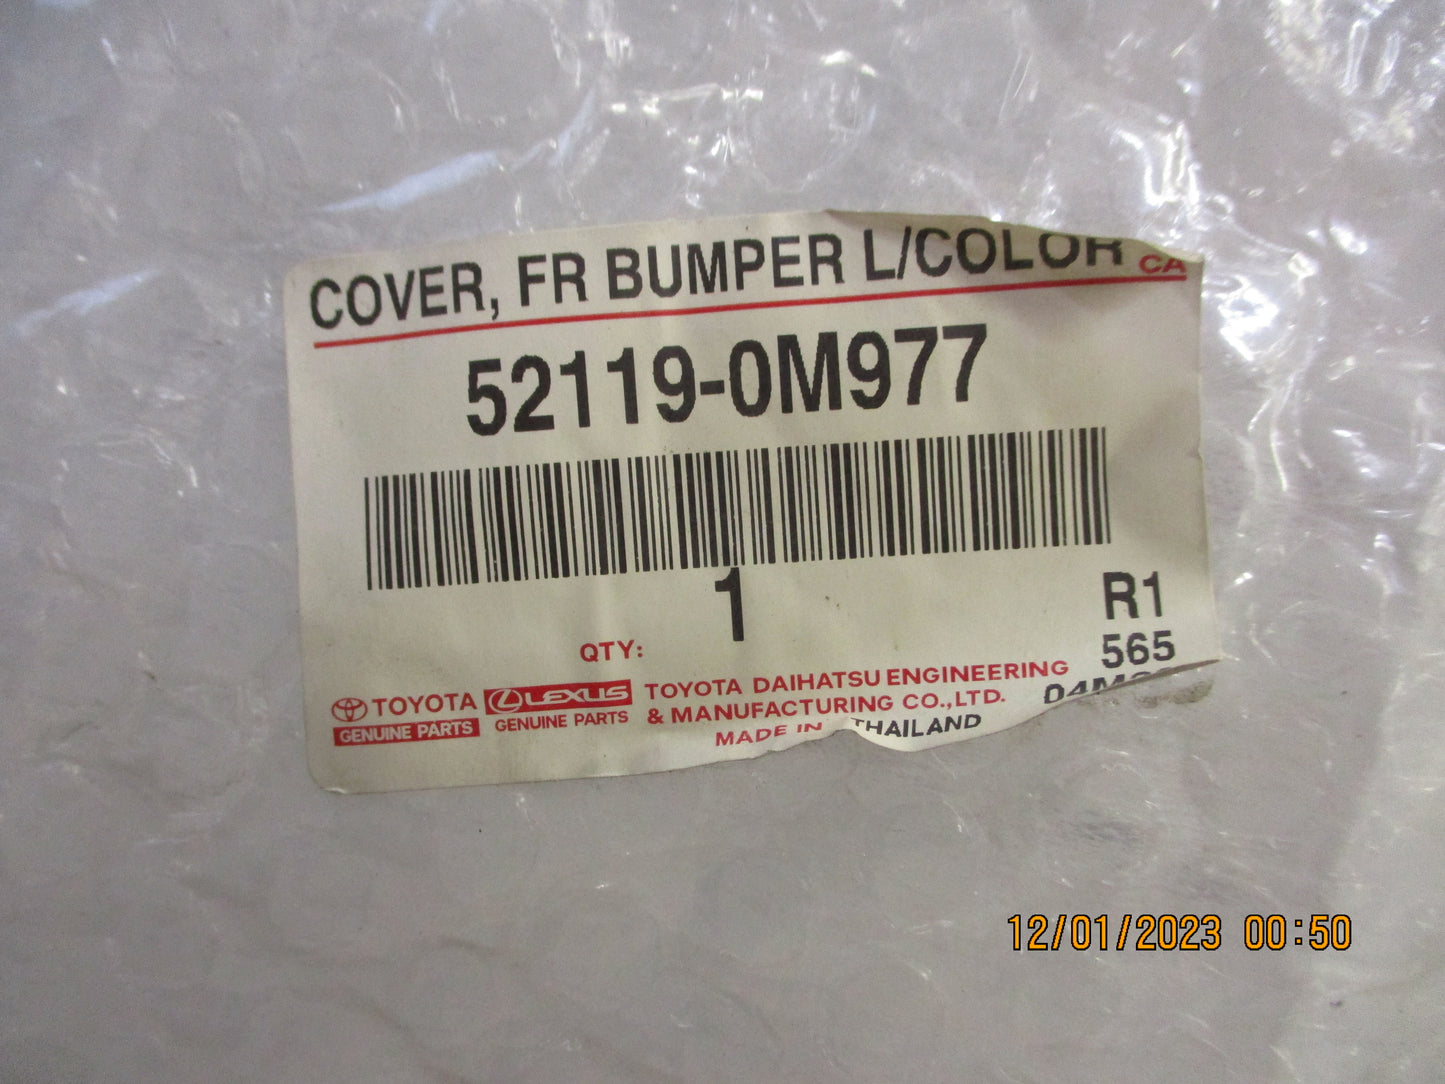 COVER, FR BUMPER L/COLOR CA
52119-0M977
1
QTY:
R1
565
TOYOTA
GENUINE PARTS
LEXUS
GENUINE PARTS
TOYOTA DAIHATSU ENGINEERING
& MANUFACTURING CO.,LTD.
MADE IN THAILAND
12/01/2023 00:50